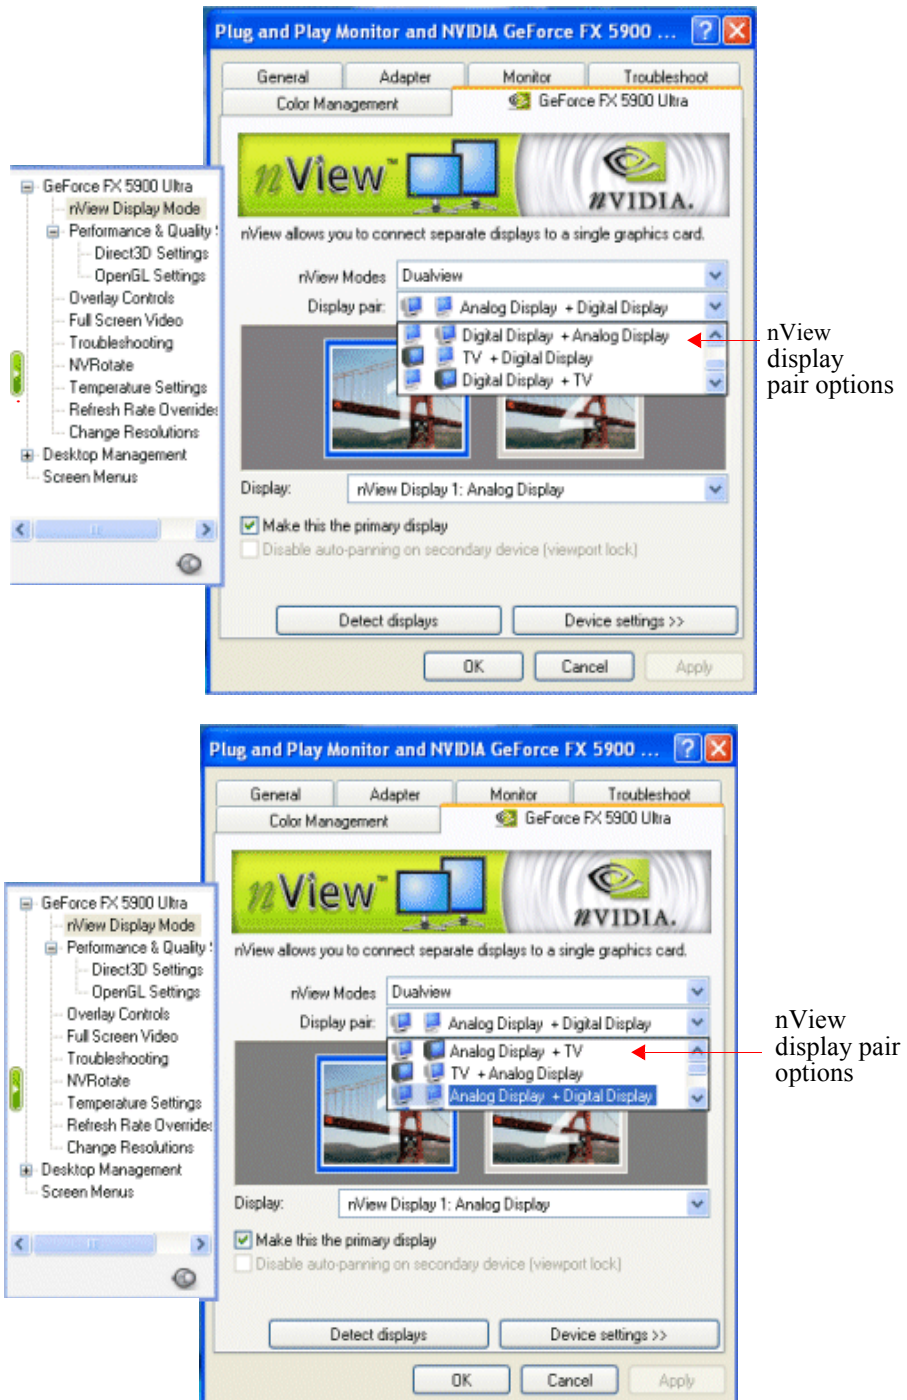 Plug and Play Monitor and NVIDIA GeForce FX 5900 ...
General Adapter Monitor Troubleshoot
Color Management GeForce FX 5900 Ultra
nView™ nVIDIA.
nView allows you to connect separate displays to a single graphics card.
GeForce FX 5900 Ultra
nView Display Mode
Performance & Quality
Direct3D Settings
OpenGL Settings
Overlay Controls
Full Screen Video
Troubleshooting
NVRotate
Temperature Settings
Refresh Rate Overrides
Change Resolutions
Desktop Management
Screen Menus
nView Modes Dualview
Display pair: Analog Display + Digital Display
Digital Display + Analog Display
TV + Digital Display
Digital Display + TV
nView
display
pair options
1 2
Display: nView Display 1: Analog Display
Make this the primary display
Disable auto-panning on secondary device (viewport lock)
Detect displays Device settings >>
OK Cancel Apply
Plug and Play Monitor and NVIDIA GeForce FX 5900 ...
General Adapter Monitor Troubleshoot
Color Management GeForce FX 5900 Ultra
nView™ nVIDIA.
nView allows you to connect separate displays to a single graphics card.
GeForce FX 5900 Ultra
nView Display Mode
Performance & Quality
Direct3D Settings
OpenGL Settings
Overlay Controls
Full Screen Video
Troubleshooting
NVRotate
Temperature Settings
Refresh Rate Overrides
Change Resolutions
Desktop Management
Screen Menus
nView Modes Dualview
Display pair: Analog Display + Digital Display
Analog Display + TV
TV + Analog Display
Analog Display + Digital Display
nView
display pair
options
Display: nView Display 1: Analog Display
Make this the primary display
Disable auto-panning on secondary device (viewport lock)
Detect displays Device settings >>
OK Cancel Apply